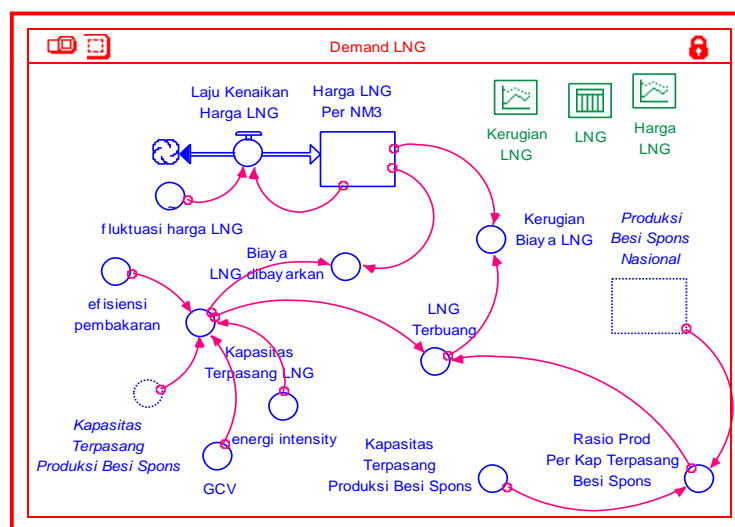 Demand LNG
Laju Kenaikan
Harga LNG
Harga LNG
Per NM3
Kerugian
LNG
LNG
Harga
LNG
fluktuasi harga LNG
Kerugian
Biaya LNG
Produksi
Besi Spons
Nasional
Biaya
LNG dibayarkan
efisiensi
pembakaran
LNG
Terbuang
Kapasitas
Terpasang LNG
Kapasitas
Terpasang
Produksi Besi Spons
energi intensity
GCV
Kapasitas
Terpasang
Produksi Besi Spons
Rasio Prod
Per Kap Terpasang
Besi Spons